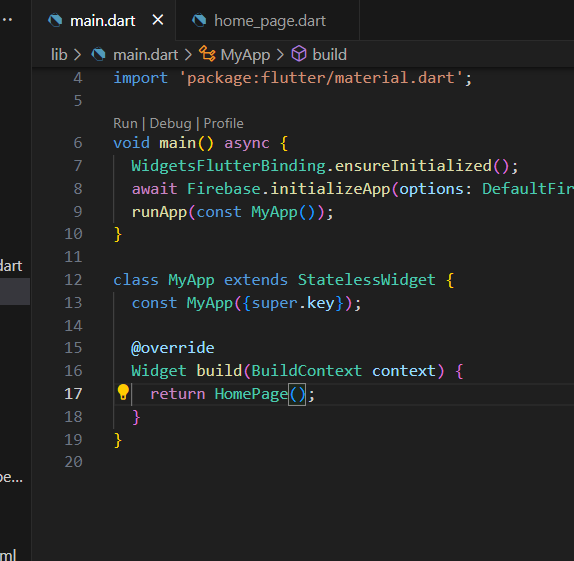 main.dart
home_page.dart
lib > main.dart > MyApp > build
4 import 'package:flutter/material.dart';
5
Run | Debug | Profile
6 void main() async {
7 WidgetsFlutterBinding.ensureInitialized();
8 await Firebase.initializeApp(options: DefaultFir
9 runApp(const MyApp());
10 }
11
12 class MyApp extends StatelessWidget {
13 const MyApp({super.key});
14
15 @override
16 Widget build(BuildContext context) {
17 return HomePage();
18 }
19 }
20
dart
pe...
ml